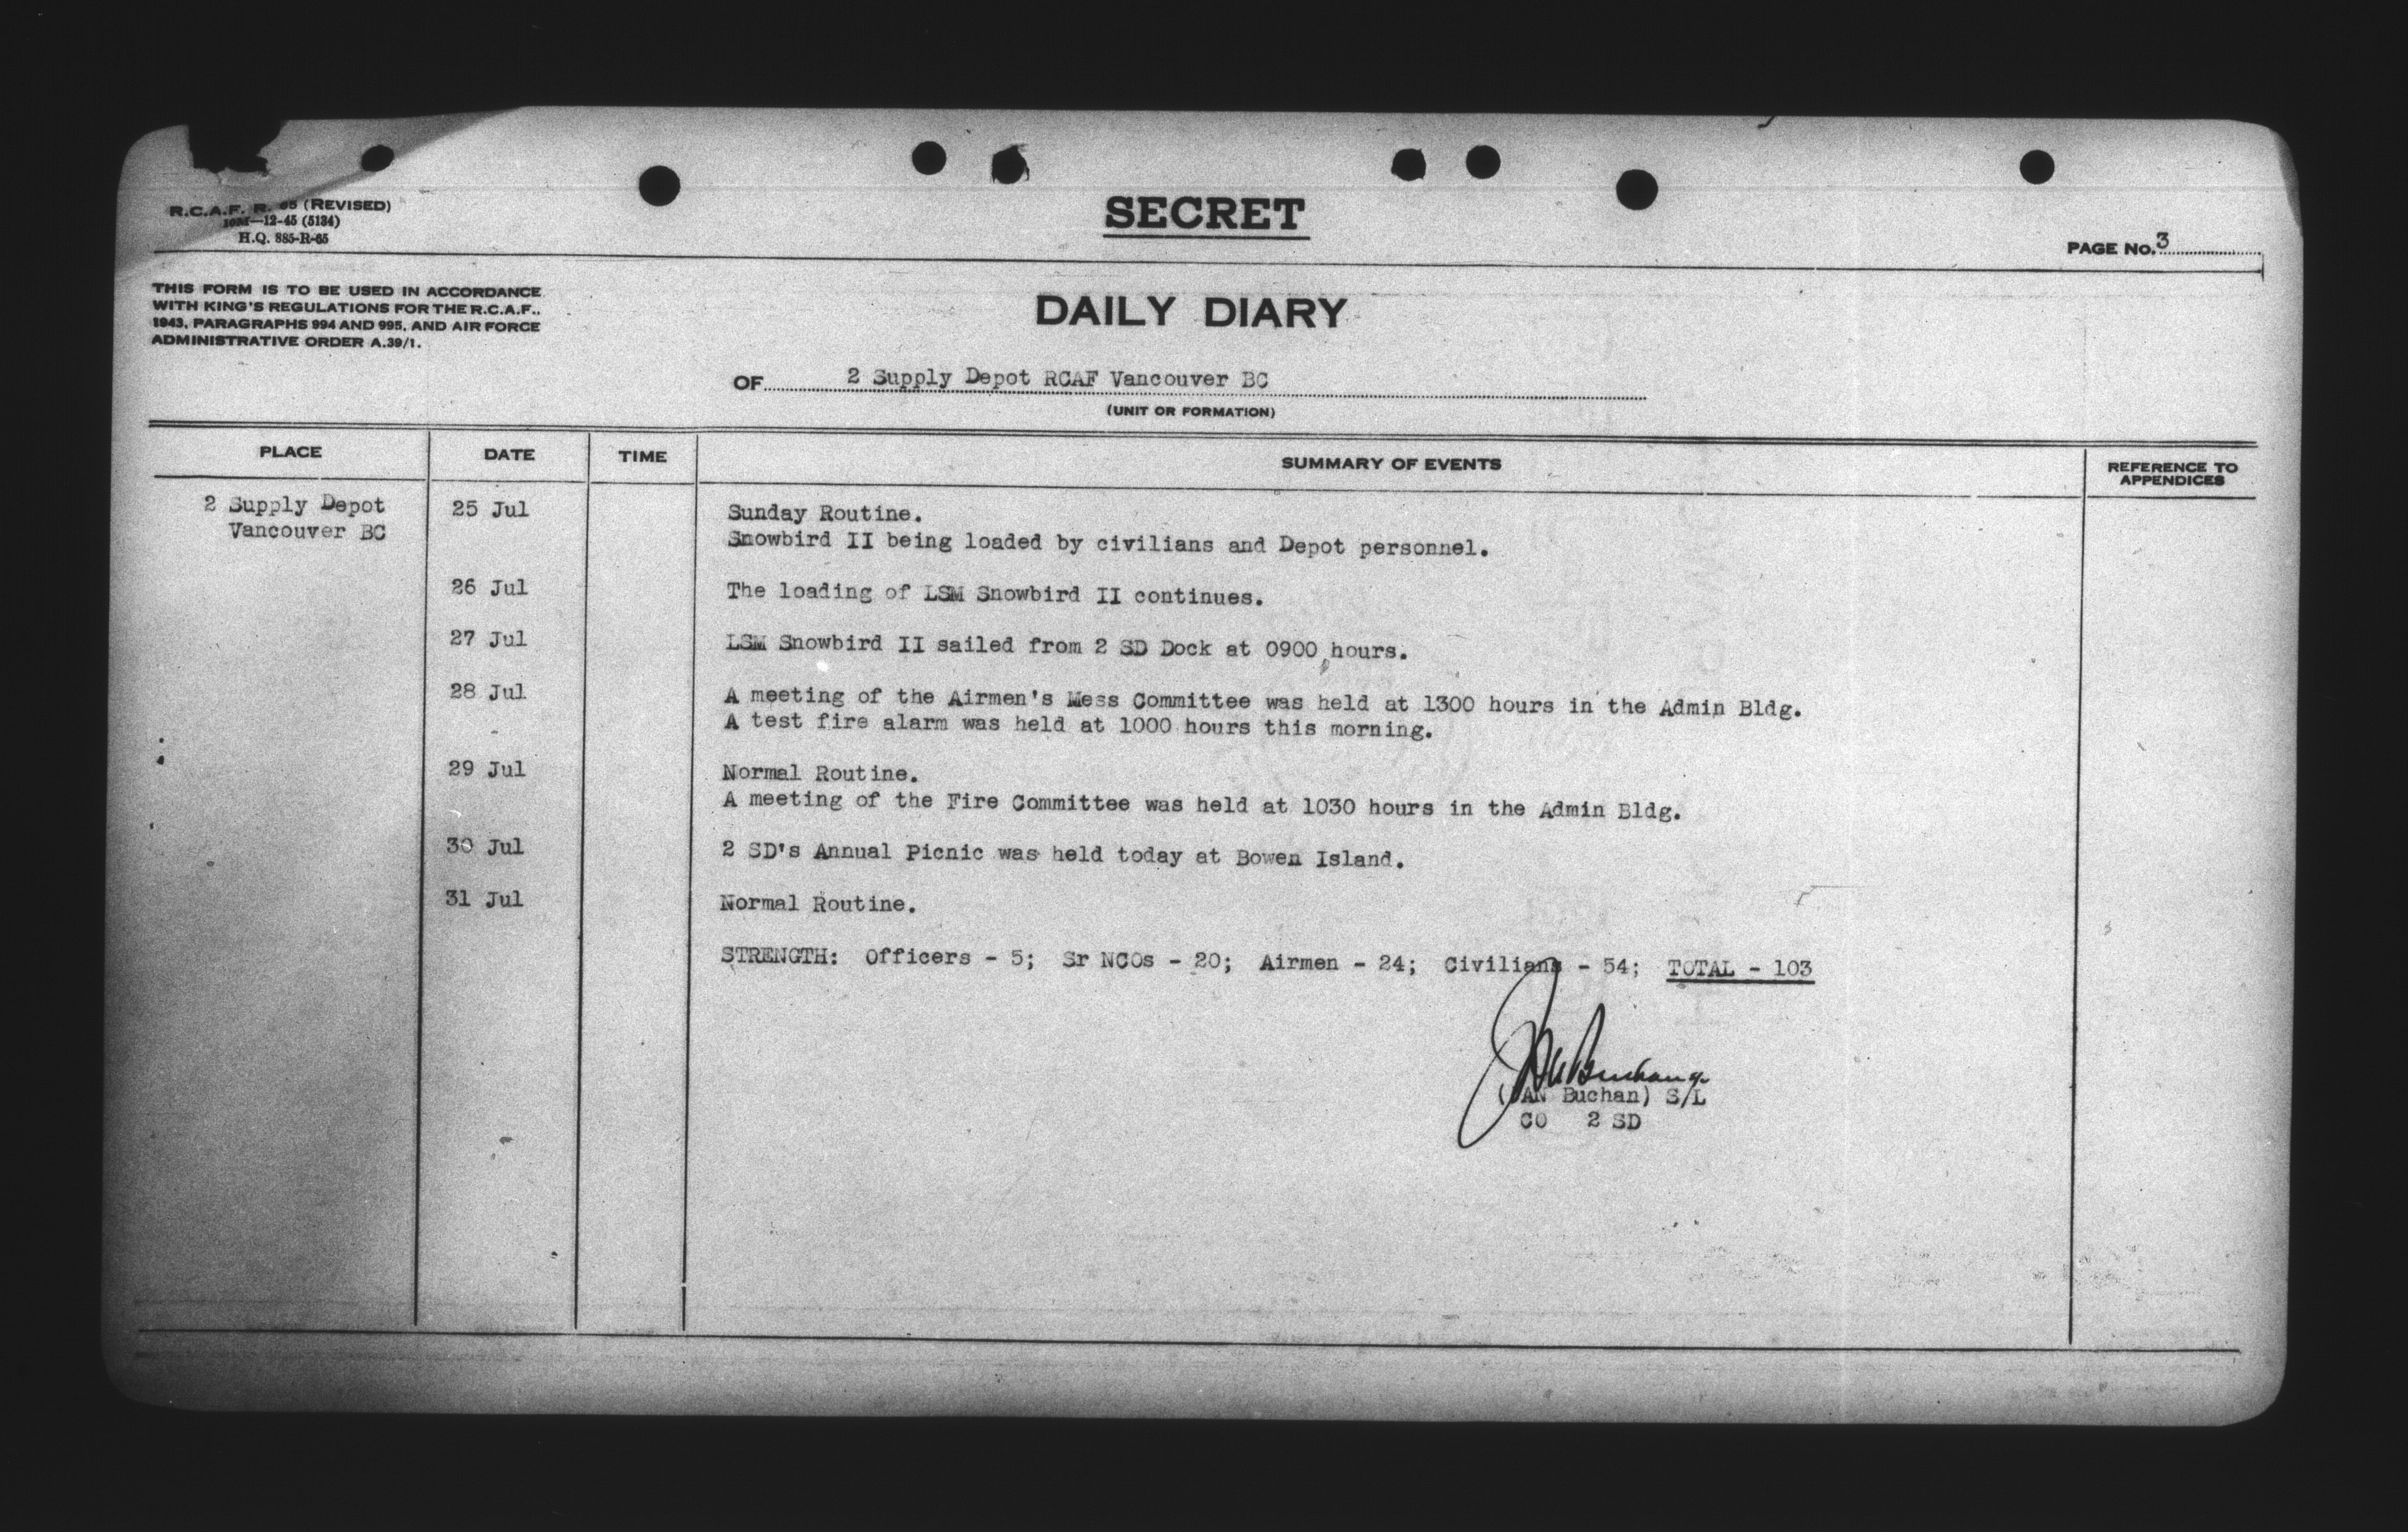 R.C.A.F. R. 65 (REVISED)
10M—12-45 (5134)
H.Q. 885-R-65
SECRET
PAGE NO. 3
THIS FORM IS TO BE USED IN ACCORDANCE
WITH KING'S REGULATIONS FOR THE R.C.A.F.,
1943, PARAGRAPHS 994 AND 995, AND AIR FORCE
ADMINISTRATIVE ORDER A.39/1.
DAILY DIARY
OF 2 Supply Depot RCAF Vancouver BC
(UNIT OR FORMATION)
PLACE DATE TIME SUMMARY OF EVENTS REFERENCE TO APPENDICES
2 Supply Depot 25 Jul Sunday Routine.
Vancouver BC Snowbird II being loaded by civilians and Depot personnel.
26 Jul The loading of LSM Snowbird II continues.
27 Jul LSM Snowbird II sailed from 2 SD Dock at 0900 hours.
28 Jul A meeting of the Airmen's Mess Committee was held at 1300 hours in the Admin Bldg.
A test fire alarm was held at 1000 hours this morning.
29 Jul Normal Routine.
A meeting of the Fire Committee was held at 1030 hours in the Admin Bldg.
30 Jul 2 SD's Annual Picnic was held today at Bowen Island.
31 Jul Normal Routine.
STRENGTH: Officers - 5; Sr NCOs - 20; Airmen - 24; Civilians - 54; TOTAL - 103
(JAN Buchan) S/L
CO 2 SD